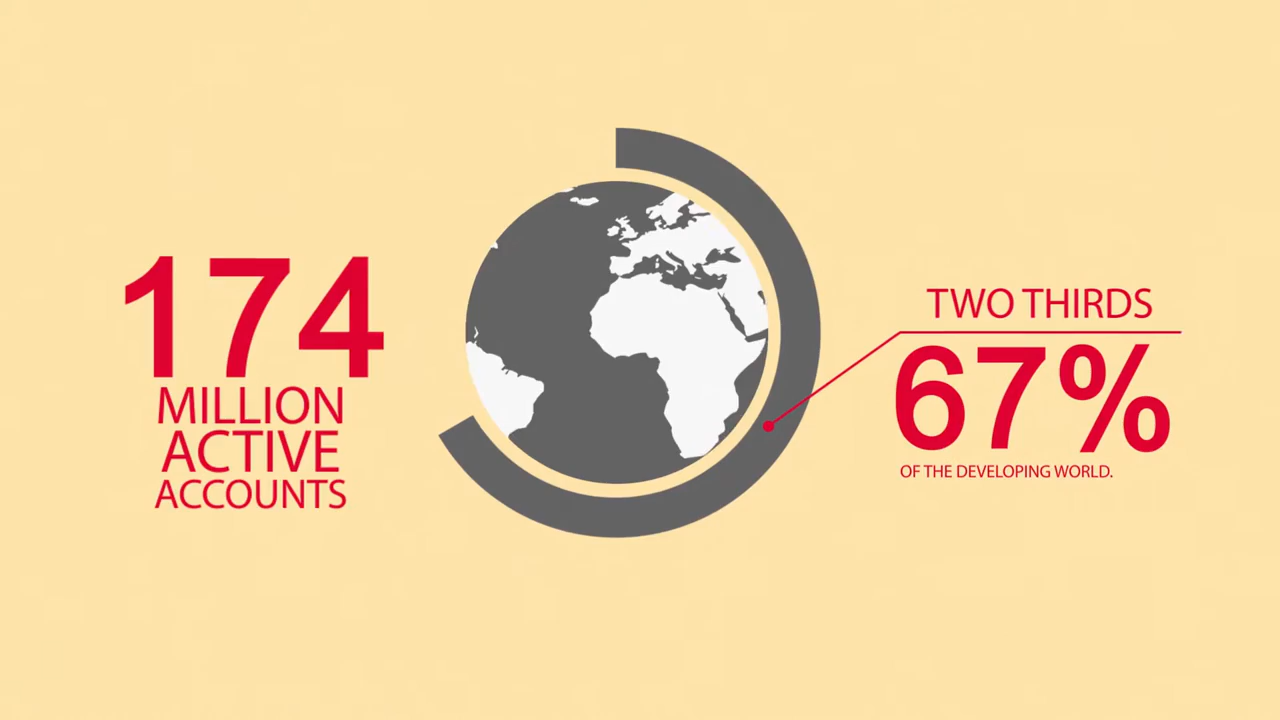 174
MILLION
ACTIVE
ACCOUNTS
TWO THIRDS
67%
OF THE DEVELOPING WORLD.